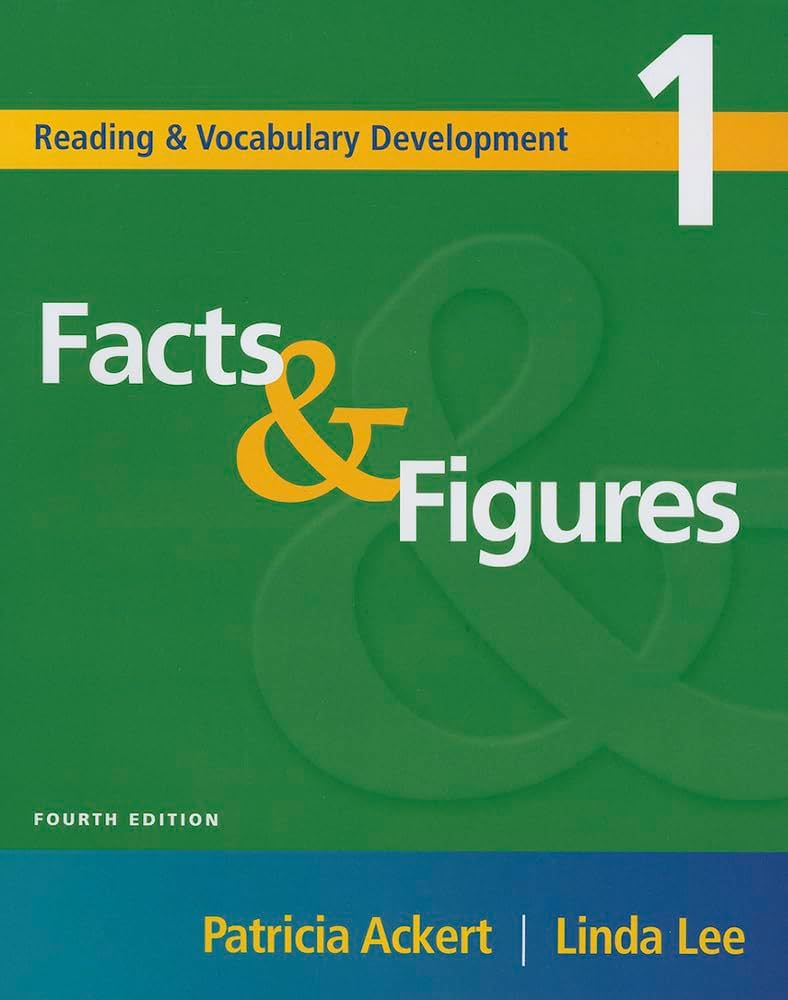 1
Reading & Vocabulary Development
Facts
&
Figures
FOURTH EDITION
Patricia Ackert | Linda Lee